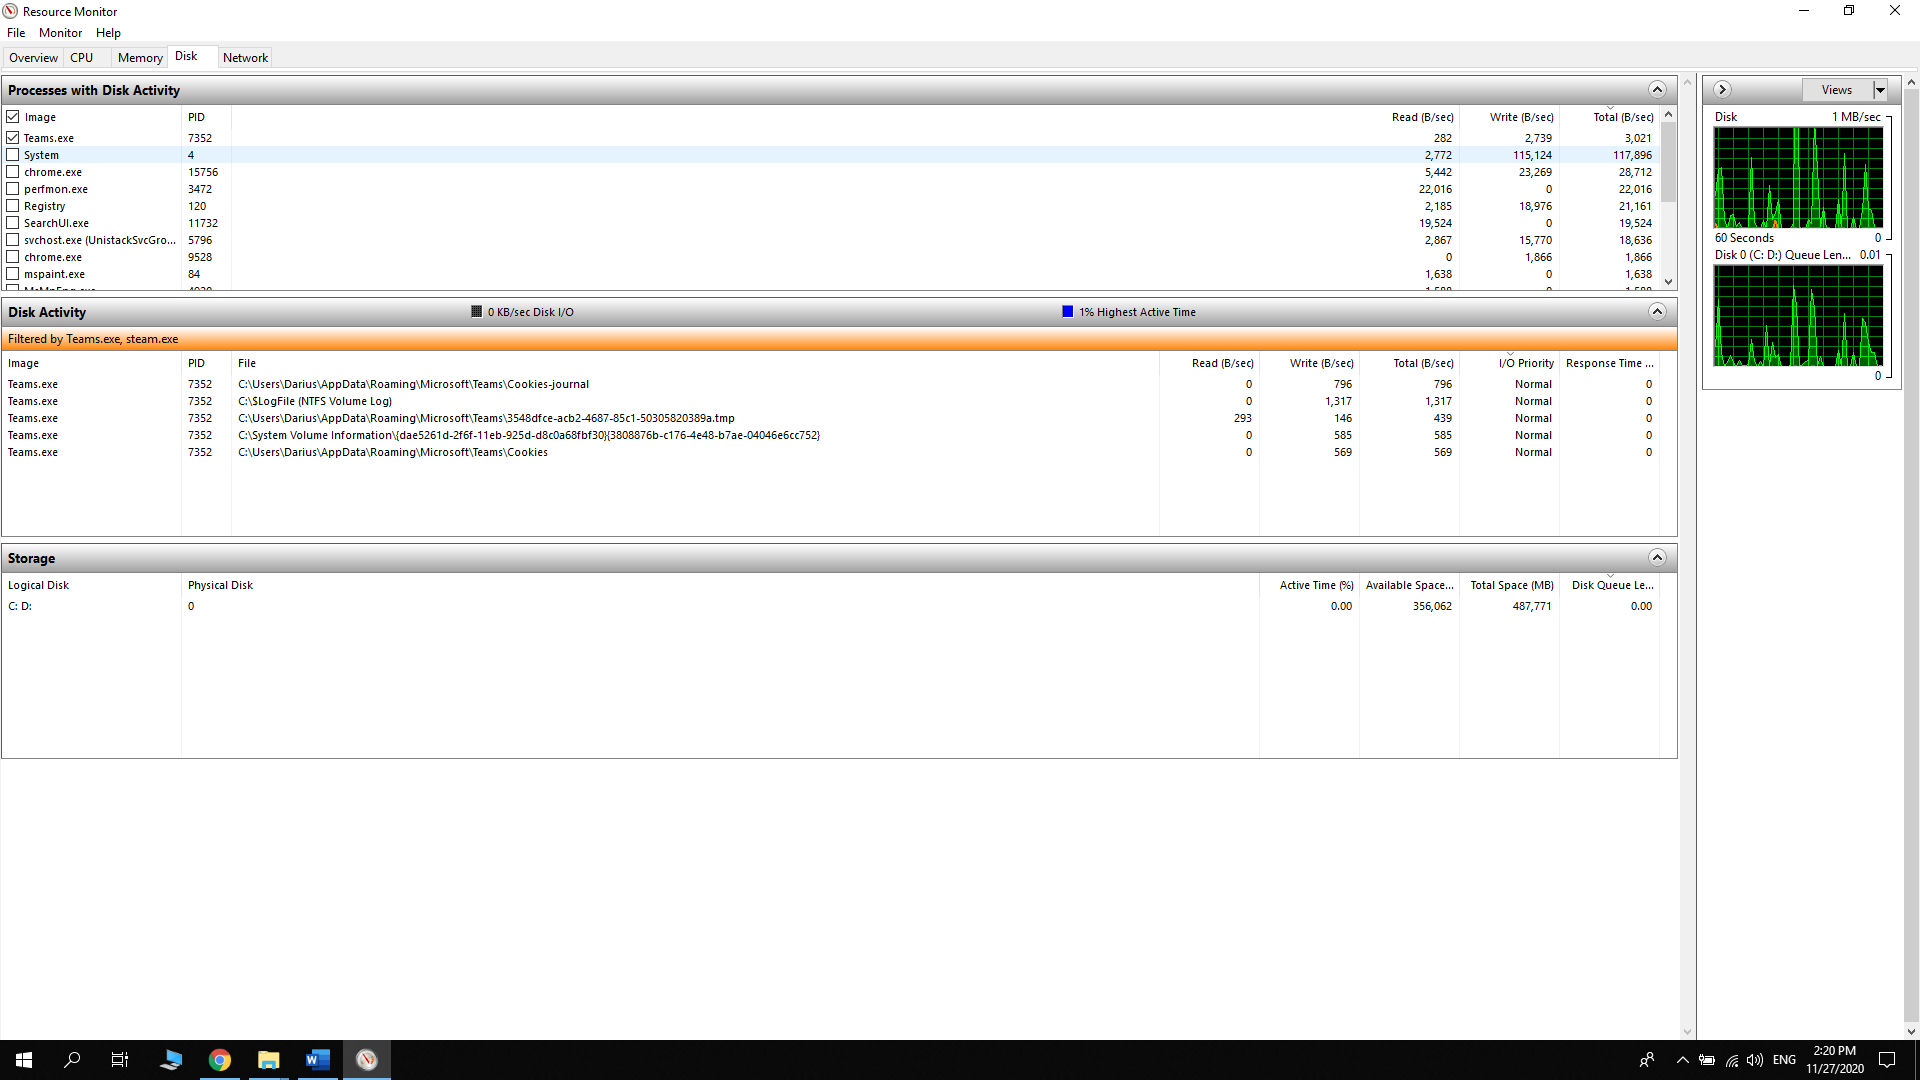 Resource Monitor
File Monitor Help
Overview CPU Memory Disk Network
Processes with Disk Activity
Image PID Read (B/sec) Write (B/sec) Total (B/sec)
Teams.exe 7352 282 2,739 3,021
System 4 2,772 115,124 117,896
chrome.exe 15756 5,442 23,269 28,712
perfmon.exe 3472 22,016 0 22,016
Registry 120 2,185 18,976 21,161
SearchUI.exe 11732 19,524 0 19,524
svchost.exe (UnistackSvcGro... 5796 2,867 15,770 18,636
chrome.exe 9528 0 1,866 1,866
mspaint.exe 84 1,638 0 1,638
Disk Activity 0 KB/sec Disk I/O 1% Highest Active Time
Filtered by Teams.exe, steam.exe
Image PID File Read (B/sec) Write (B/sec) Total (B/sec) I/O Priority Response Time ...
Teams.exe 7352 C:\Users\Darius\AppData\Roaming\Microsoft\Teams\Cookies-journal 0 796 796 Normal 0
Teams.exe 7352 C:\$LogFile (NTFS Volume Log) 0 1,317 1,317 Normal 0
Teams.exe 7352 C:\Users\Darius\AppData\Roaming\Microsoft\Teams\3548dfce-acb2-4687-85c1-50305820389a.tmp 293 146 439 Normal 0
Teams.exe 7352 C:\System Volume Information\{dae5261d-2f6f-11eb-925d-d8c0a68fbf30}{3808876b-c176-4e48-b7ae-04046e6cc752} 0 585 585 Normal 0
Teams.exe 7352 C:\Users\Darius\AppData\Roaming\Microsoft\Teams\Cookies 0 569 569 Normal 0
Storage
Logical Disk Physical Disk Active Time (%) Available Space... Total Space (MB) Disk Queue Le...
C: D: 0 0.00 356,062 487,771 0.00
Views
Disk 1 MB/sec
60 Seconds 0
Disk 0 (C: D:) Queue Len... 0.01
0
ENG
2:20 PM
11/27/2020